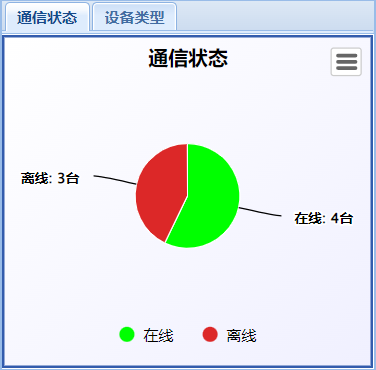 通信状态 设备类型
通信状态
离线: 3台
在线: 4台
在线 离线